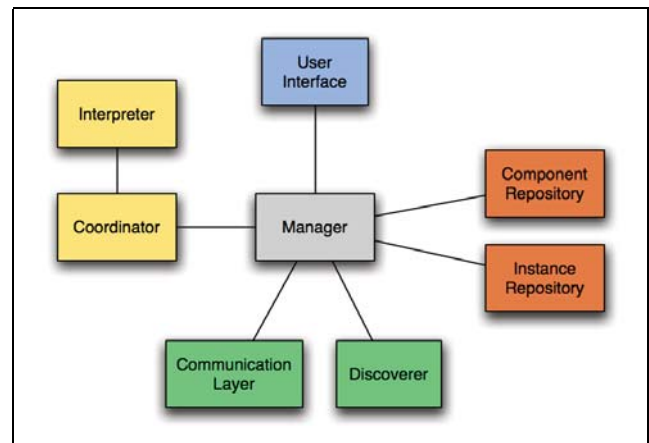 User
Interface
Interpreter
Component
Repository
Coordinator
Manager
Instance
Repository
Communication
Layer
Discoverer